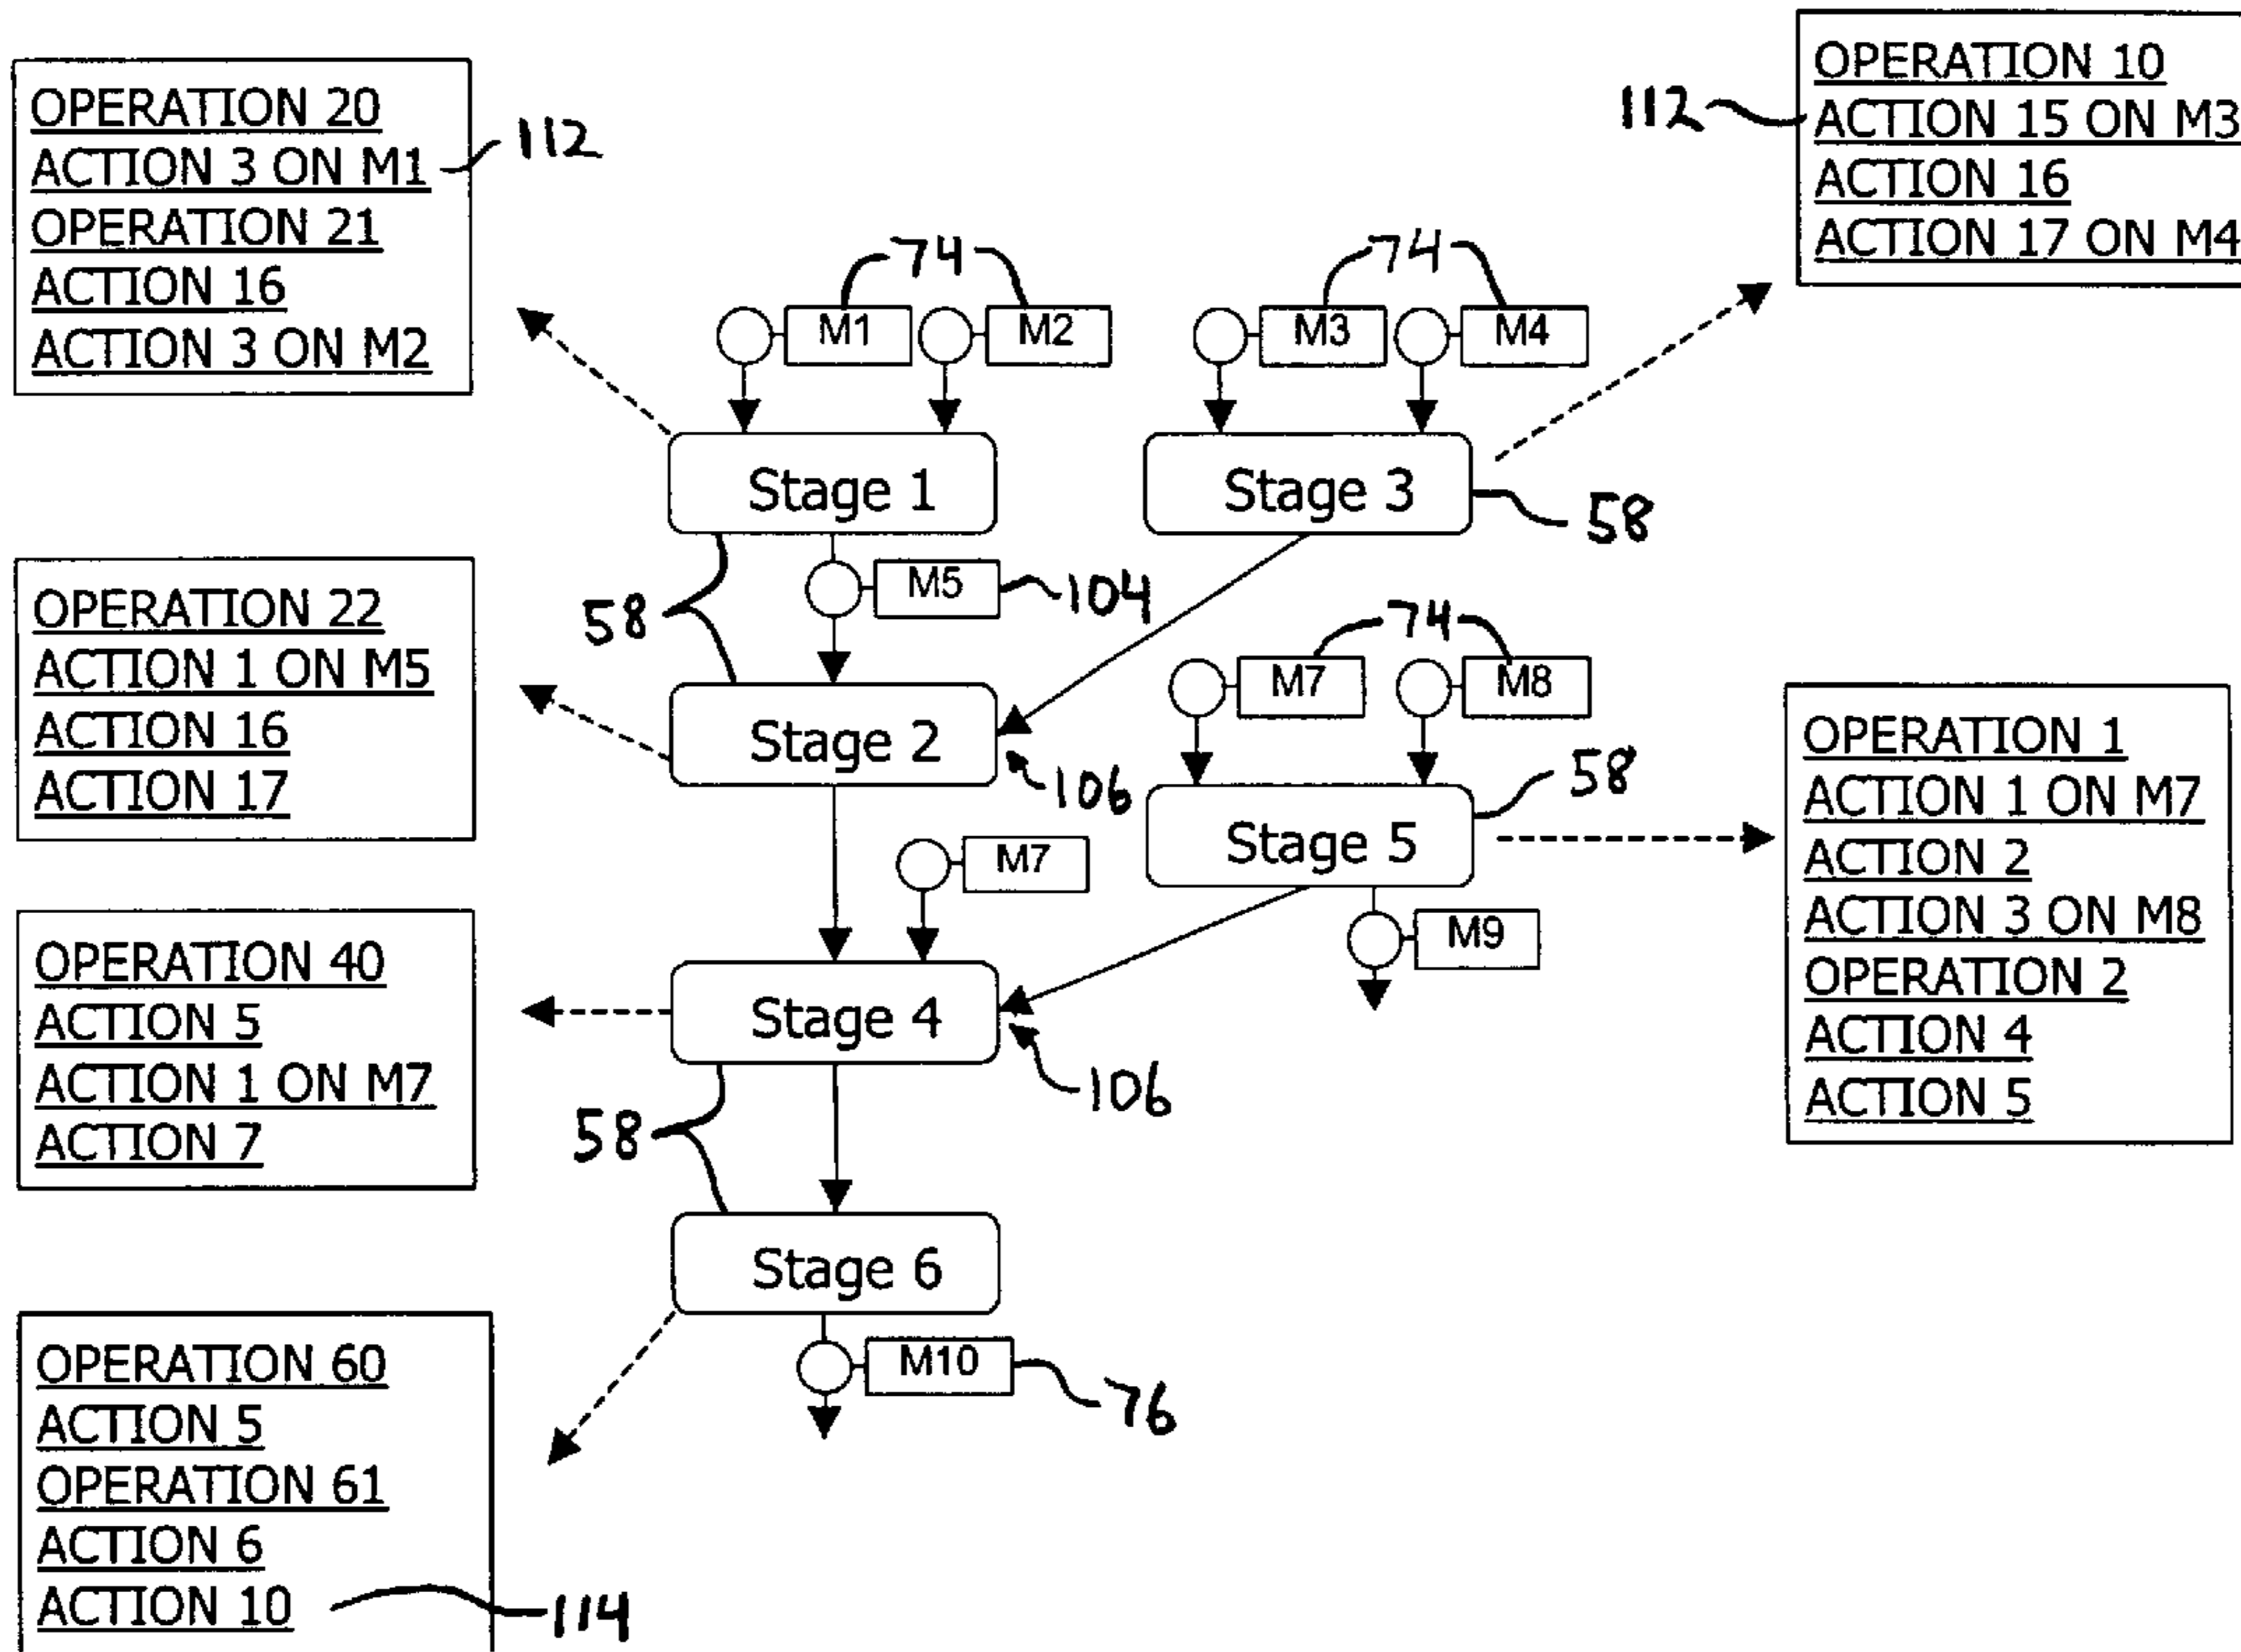 OPERATION 20
ACTION 3 ON M1
OPERATION 21
ACTION 16
ACTION 3 ON M2
112
112
OPERATION 10
ACTION 15 ON M3
ACTION 16
ACTION 17 ON M4
74
74
M1
M2
M3
M4
Stage 1
Stage 3
58
58
M5
104
OPERATION 22
ACTION 1 ON M5
ACTION 16
ACTION 17
74
M7
M8
Stage 2
106
58
Stage 5
M7
M9
OPERATION 1
ACTION 1 ON M7
ACTION 2
ACTION 3 ON M8
OPERATION 2
ACTION 4
ACTION 5
OPERATION 40
ACTION 5
ACTION 1 ON M7
ACTION 7
Stage 4
106
58
Stage 6
M10
76
OPERATION 60
ACTION 5
OPERATION 61
ACTION 6
ACTION 10
114